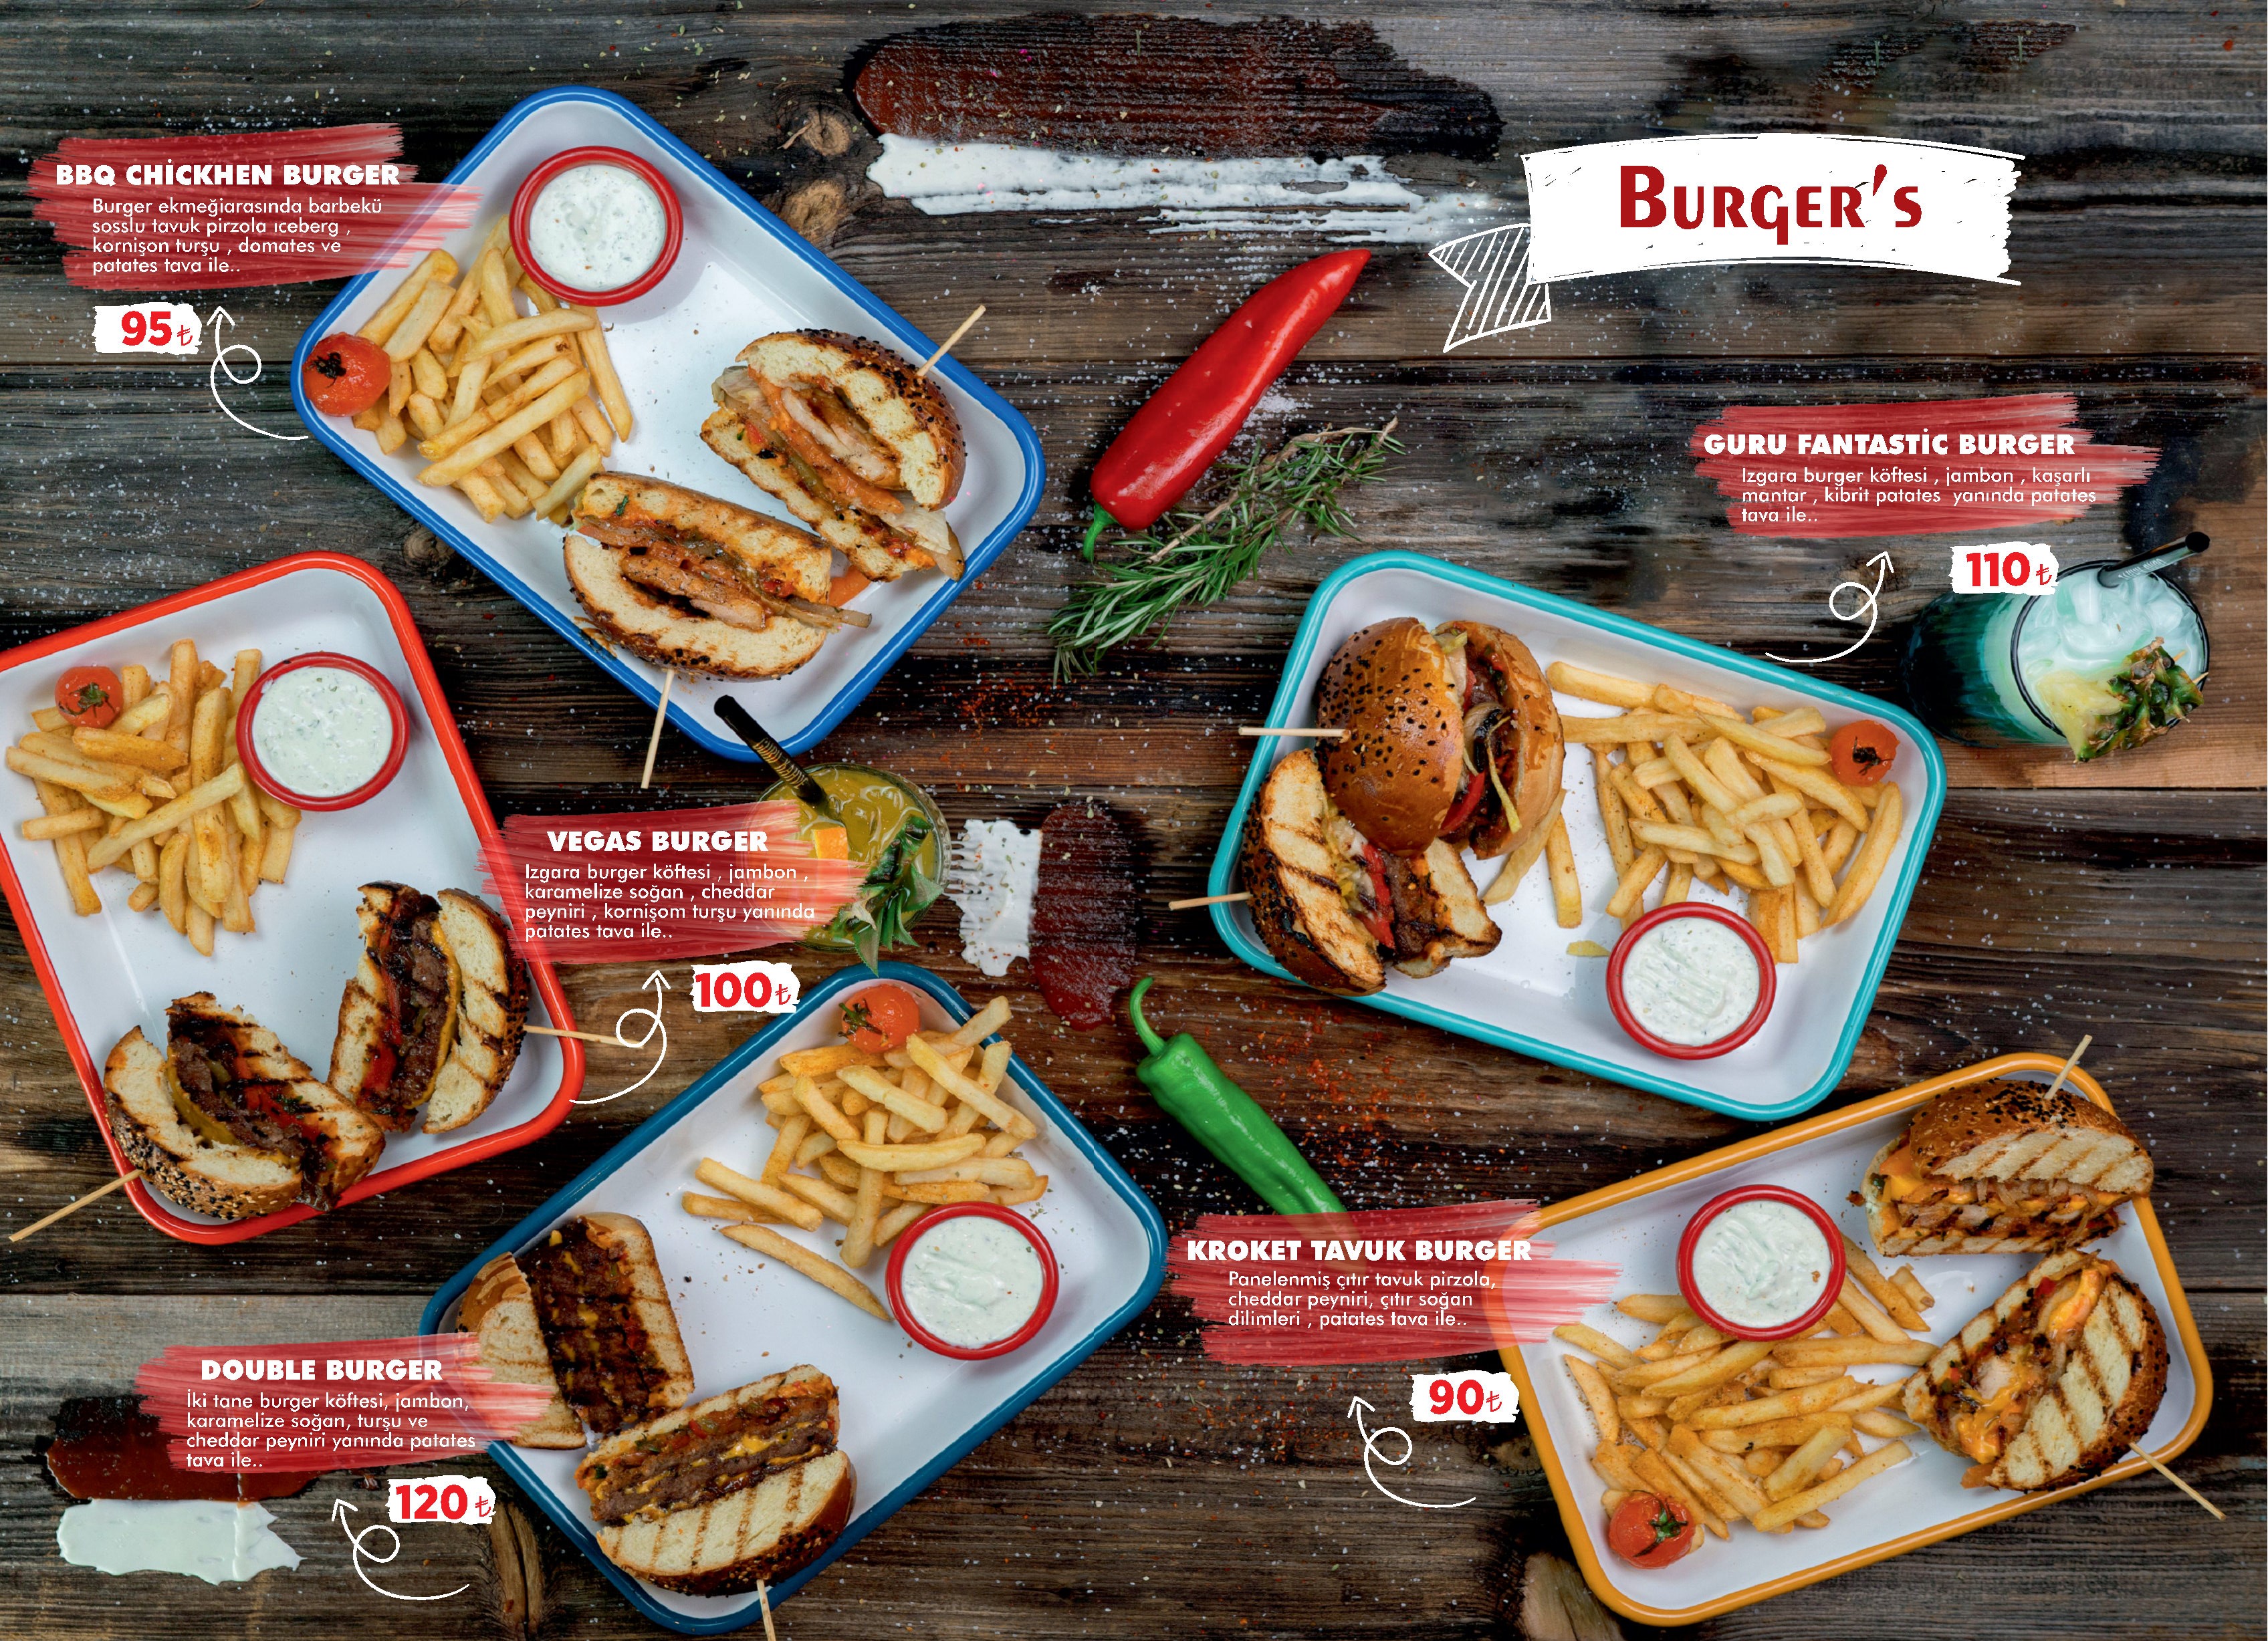 BURGER'S
BBQ CHİCKHEN BURGER
Burger ekmeğiarasında barbekü
sosslu tavuk pirzola ıceberg ,
kornişon turşu , domates ve
patates tava ile..
95₺
GURU FANTASTİC BURGER
Izgara burger köftesi , jambon , kaşarlı
mantar , kibrit patates yanında patates
tava ile..
110₺
VEGAS BURGER
Izgara burger köftesi , jambon ,
karamelize soğan , cheddar
peyniri , kornişom turşu yanında
patates tava ile..
100₺
KROKET TAVUK BURGER
Panelenmiş çıtır tavuk pirzola,
cheddar peyniri, çıtır soğan
dilimleri , patates tava ile..
90₺
DOUBLE BURGER
İki tane burger köftesi, jambon,
karamelize soğan, turşu ve
cheddar peyniri yanında patates
tava ile..
120₺